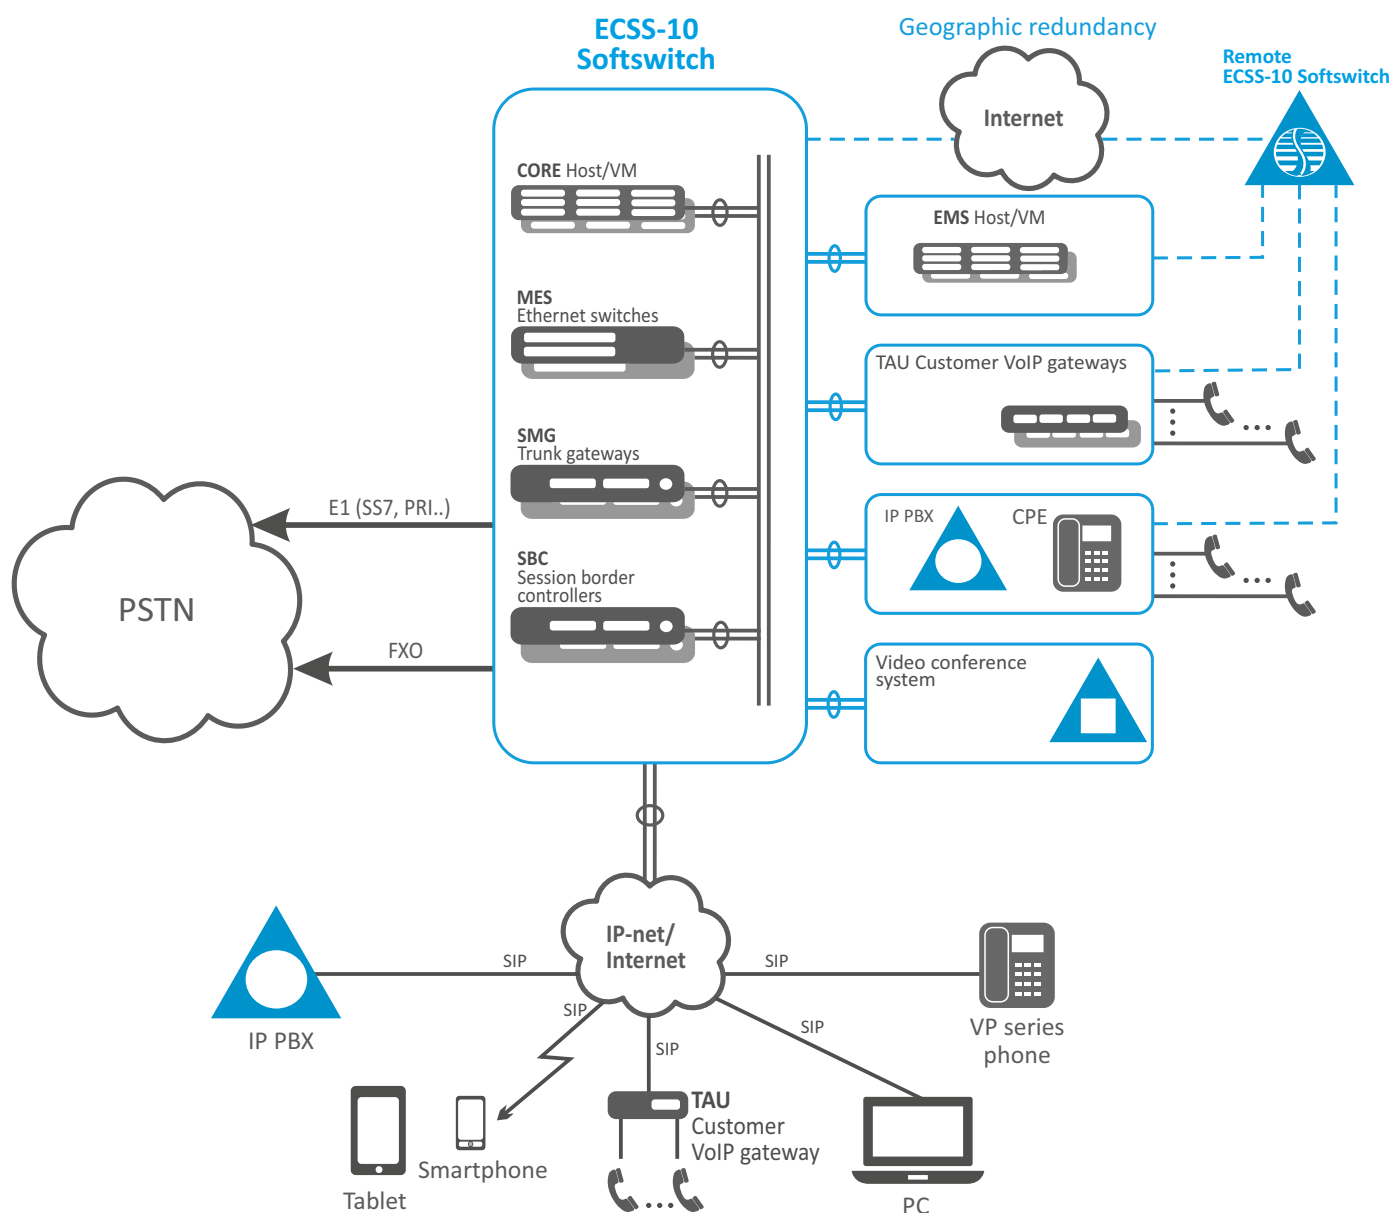 ECSS-10
Softswitch
Geographic redundancy
Remote
ECSS-10 Softswitch
Internet
CORE Host/VM
EMS Host/VM
MES
Ethernet switches
TAU Customer VoIP gateways
SMG
Trunk gateways
E1 (SS7, PRI..)
IP PBX
CPE
SBC
Session border
controllers
PSTN
FXO
Video conference
system
IP-net/
Internet
SIP
SIP
SIP
SIP
SIP
IP PBX
VP series
phone
TAU
Customer
VoIP gateway
Smartphone
Tablet
PC